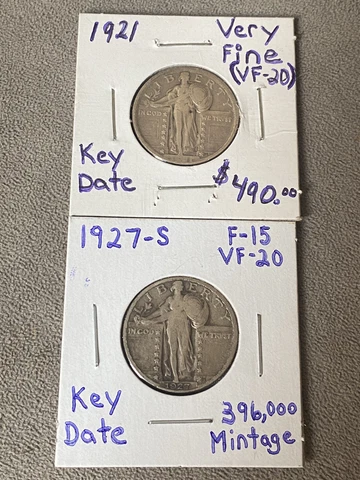 1921
Very
Fine
(VF-20)
LIBERTY
IN GOD WE TRUST
Key
Date
$490.00
1927-S
F-15
VF-20
LIBERTY
IN GOD WE TRUST
1927
Key
Date
396,000
Mintage